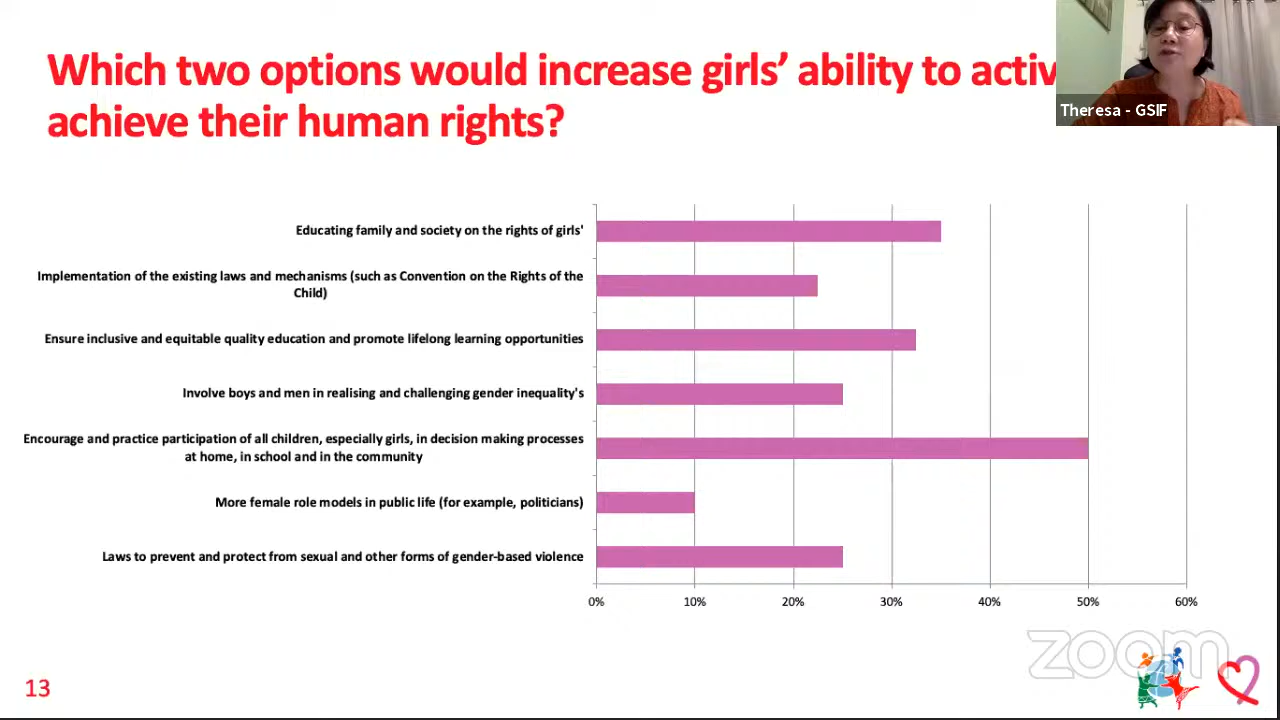 Which two options would increase girls’ ability to activ
achieve their human rights?
Theresa - GSIF
Educating family and society on the rights of girls'
Implementation of the existing laws and mechanisms (such as Convention on the Rights of the
Child)
Ensure inclusive and equitable quality education and promote lifelong learning opportunities
Involve boys and men in realising and challenging gender inequality's
Encourage and practice participation of all children, especially girls, in decision making processes
at home, in school and in the community
More female role models in public life (for example, politicians)
Laws to prevent and protect from sexual and other forms of gender-based violence
0% 10% 20% 30% 40% 50% 60%
zoom
13